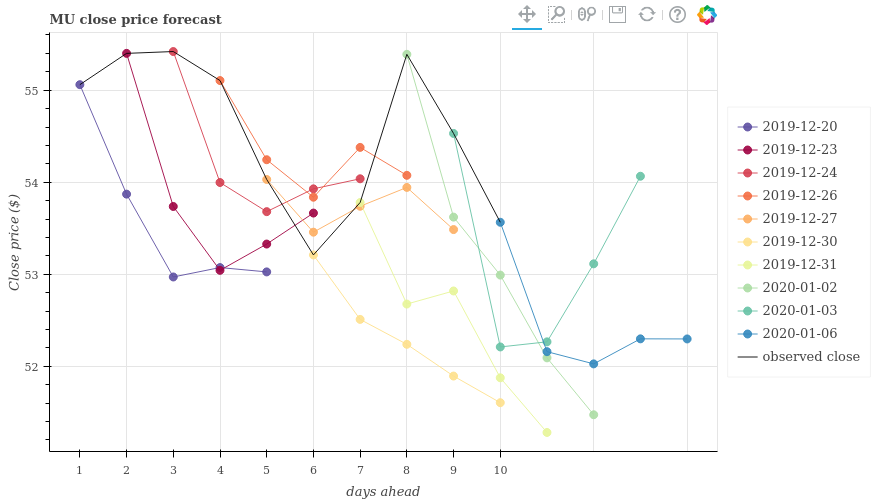 MU close price forecast
55
54
53
52
Close price ($)
1 2 3 4 5 6 7 8 9 10
days ahead
2019-12-20
2019-12-23
2019-12-24
2019-12-26
2019-12-27
2019-12-30
2019-12-31
2020-01-02
2020-01-03
2020-01-06
observed close